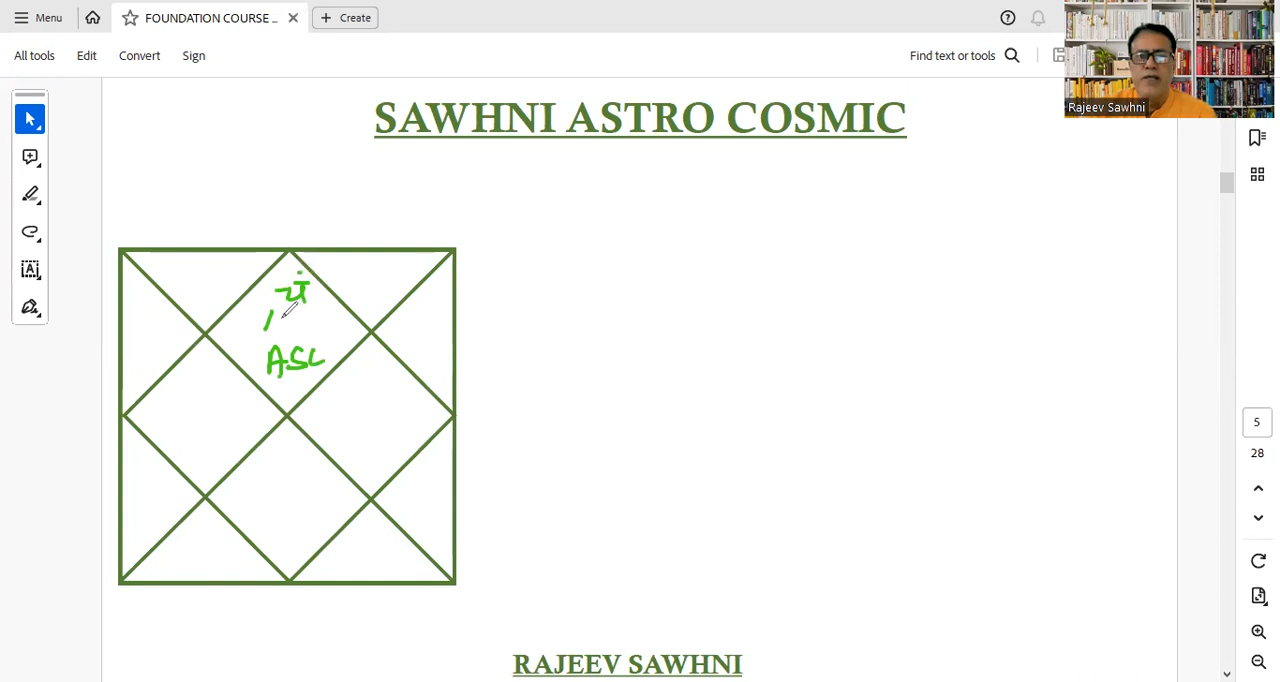 Menu
FOUNDATION COURSE ...
Create
All tools
Edit
Convert
Sign
Find text or tools
Rajeev Sawhni
SAWHNI ASTRO COSMIC
चं
1
ASC
5
28
RAJEEV SAWHNI